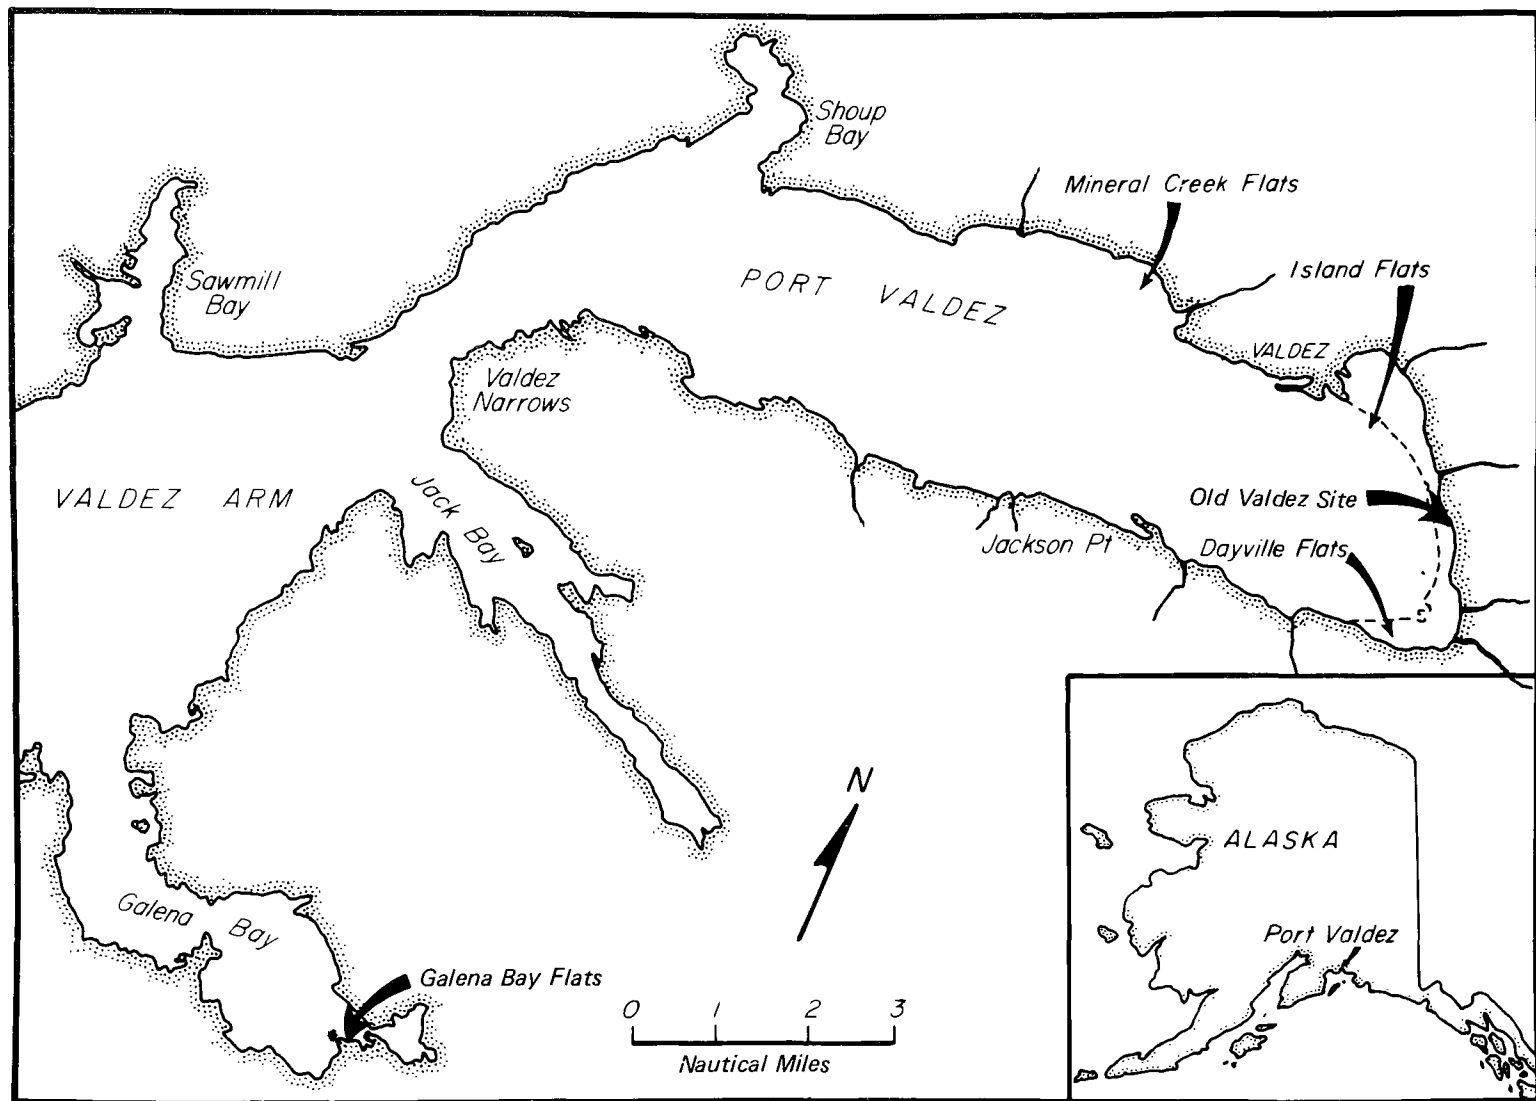 Shoup
Bay
Mineral Creek Flats
Island Flats
Sawmill
Bay
PORT VALDEZ
VALDEZ
Valdez
Narrows
VALDEZ ARM
Jack Bay
Old Valdez Site
Jackson Pt
Dayville Flats
N
ALASKA
Galena Bay
Port Valdez
Galena Bay Flats
0 1 2 3
Nautical Miles